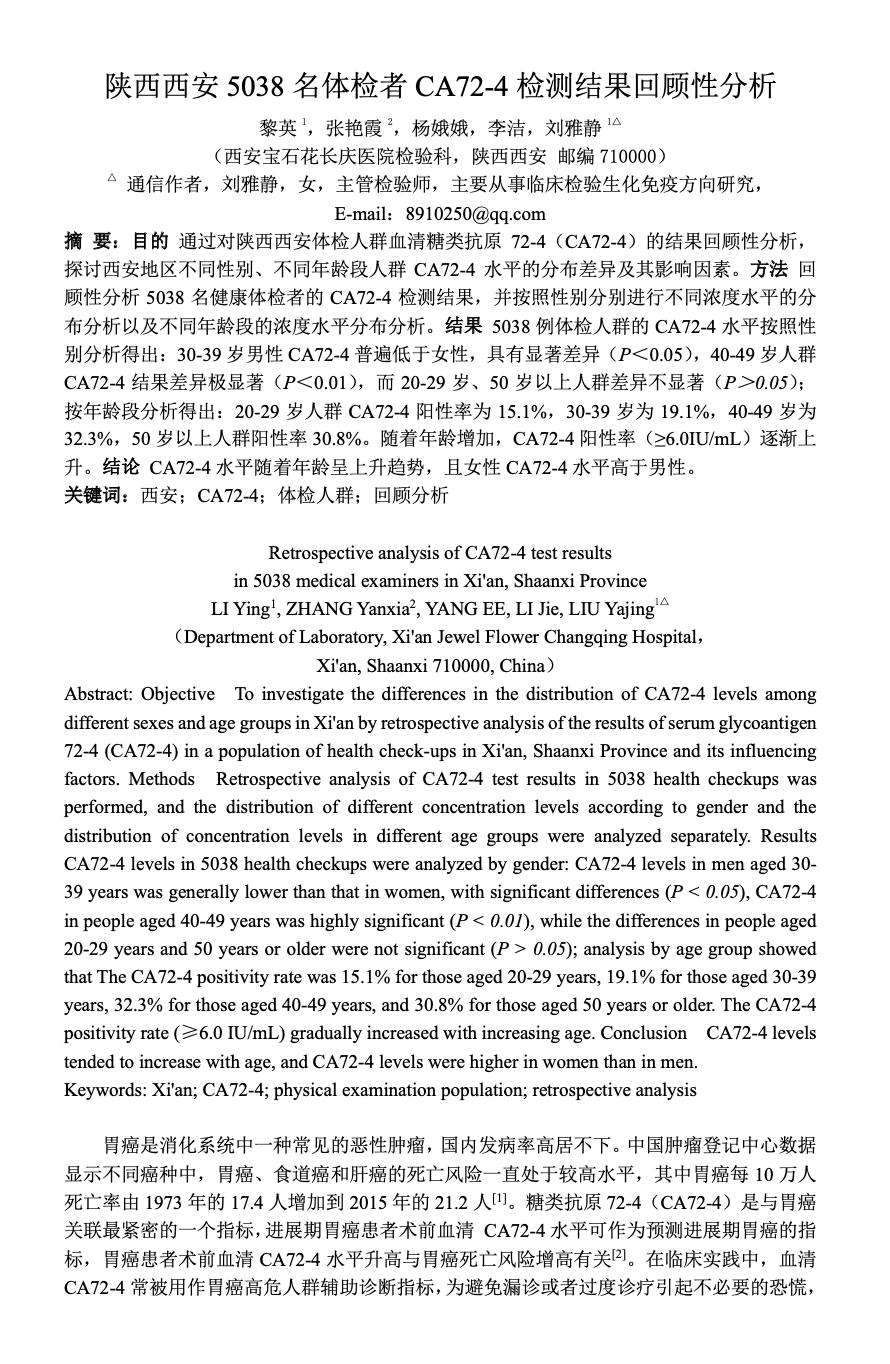 陕西西安 5038 名体检者 CA72-4 检测结果回顾性分析
黎英 1，张艳霞 2，杨娥娥，李洁，刘雅静 1△
（西安宝石花长庆医院检验科，陕西西安 邮编 710000）
△ 通信作者，刘雅静，女，主管检验师，主要从事临床检验生化免疫方向研究，
E-mail：8910250@qq.com
摘 要：目的 通过对陕西西安体检人群血清糖类抗原 72-4（CA72-4）的结果回顾性分析，
探讨西安地区不同性别、不同年龄段人群 CA72-4 水平的分布差异及其影响因素。方法 回
顾性分析 5038 名健康体检者的 CA72-4 检测结果，并按照性别分别进行不同浓度水平的分
布分析以及不同年龄段的浓度水平分布分析。结果 5038 例体检人群的 CA72-4 水平按照性
别分析得出：30-39 岁男性 CA72-4 普遍低于女性，具有显著差异（P＜0.05），40-49 岁人群
CA72-4 结果差异极显著（P＜0.01），而 20-29 岁、50 岁以上人群差异不显著（P＞0.05）；
按年龄段分析得出：20-29 岁人群 CA72-4 阳性率为 15.1%，30-39 岁为 19.1%，40-49 岁为
32.3%，50 岁以上人群阳性率 30.8%。随着年龄增加，CA72-4 阳性率（≥6.0IU/mL）逐渐上
升。结论 CA72-4 水平随着年龄呈上升趋势，且女性 CA72-4 水平高于男性。
关键词：西安；CA72-4；体检人群；回顾分析
Retrospective analysis of CA72-4 test results
in 5038 medical examiners in Xi'an, Shaanxi Province
LI Ying1, ZHANG Yanxia2, YANG EE, LI Jie, LIU Yajing1△
（Department of Laboratory, Xi'an Jewel Flower Changqing Hospital，
Xi'an, Shaanxi 710000, China）
Abstract: Objective To investigate the differences in the distribution of CA72-4 levels among
different sexes and age groups in Xi'an by retrospective analysis of the results of serum glycoantigen
72-4 (CA72-4) in a population of health check-ups in Xi'an, Shaanxi Province and its influencing
factors. Methods Retrospective analysis of CA72-4 test results in 5038 health checkups was
performed, and the distribution of different concentration levels according to gender and the
distribution of concentration levels in different age groups were analyzed separately. Results
CA72-4 levels in 5038 health checkups were analyzed by gender: CA72-4 levels in men aged 30-
39 years was generally lower than that in women, with significant differences (P < 0.05), CA72-4
in people aged 40-49 years was highly significant (P < 0.01), while the differences in people aged
20-29 years and 50 years or older were not significant (P > 0.05); analysis by age group showed
that The CA72-4 positivity rate was 15.1% for those aged 20-29 years, 19.1% for those aged 30-39
years, 32.3% for those aged 40-49 years, and 30.8% for those aged 50 years or older. The CA72-4
positivity rate (≥6.0 IU/mL) gradually increased with increasing age. Conclusion CA72-4 levels
tended to increase with age, and CA72-4 levels were higher in women than in men.
Keywords: Xi'an; CA72-4; physical examination population; retrospective analysis
胃癌是消化系统中一种常见的恶性肿瘤，国内发病率高居不下。中国肿瘤登记中心数据
显示不同癌种中，胃癌、食道癌和肝癌的死亡风险一直处于较高水平，其中胃癌每 10 万人
死亡率由 1973 年的 17.4 人增加到 2015 年的 21.2 人[1]。糖类抗原 72-4（CA72-4）是与胃癌
关联最紧密的一个指标，进展期胃癌患者术前血清 CA72-4 水平可作为预测进展期胃癌的指
标，胃癌患者术前血清 CA72-4 水平升高与胃癌死亡风险增高有关[2]。在临床实践中，血清
CA72-4 常被用作胃癌高危人群辅助诊断指标，为避免漏诊或者过度诊疗引起不必要的恐慌，